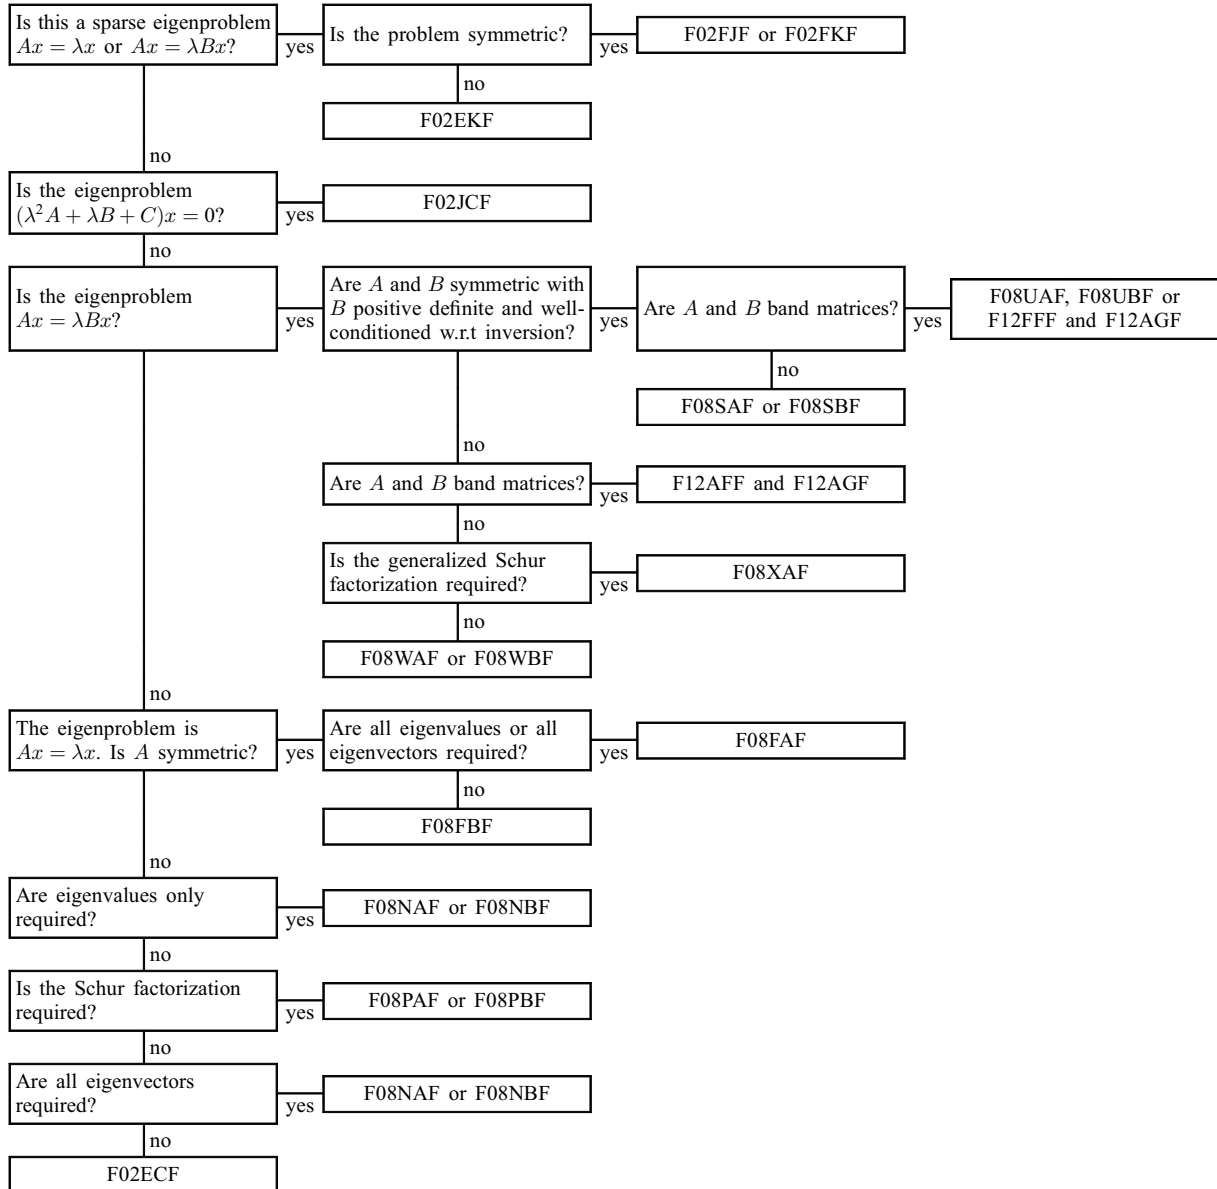 Is this a sparse eigenproblem
Ax = λx or Ax = λBx?
yes
Is the problem symmetric?
yes
F02FJF or F02FKF
no
F02EKF
no
Is the eigenproblem
(λ²A + λB + C)x = 0?
yes
F02JCF
no
Is the eigenproblem
Ax = λBx?
yes
Are A and B symmetric with
B positive definite and well-
conditioned w.r.t inversion?
yes
Are A and B band matrices?
yes
F08UAF, F08UBF or
F12FFF and F12AGF
no
F08SAF or F08SBF
no
Are A and B band matrices?
yes
F12AFF and F12AGF
no
Is the generalized Schur
factorization required?
yes
F08XAF
no
F08WAF or F08WBF
no
The eigenproblem is
Ax = λx. Is A symmetric?
yes
Are all eigenvalues or all
eigenvectors required?
yes
F08FAF
no
F08FBF
no
Are eigenvalues only
required?
yes
F08NAF or F08NBF
no
Is the Schur factorization
required?
yes
F08PAF or F08PBF
no
Are all eigenvectors
required?
yes
F08NAF or F08NBF
no
F02ECF